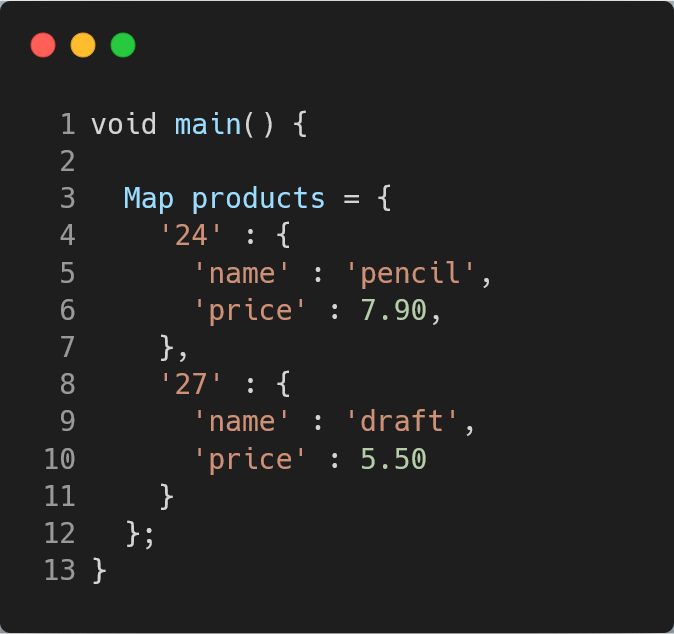 1 void main() {
2
3   Map products = {
4     '24' : {
5       'name' : 'pencil',
6       'price' : 7.90,
7     },
8     '27' : {
9       'name' : 'draft',
10       'price' : 5.50
11     }
12   };
13 }